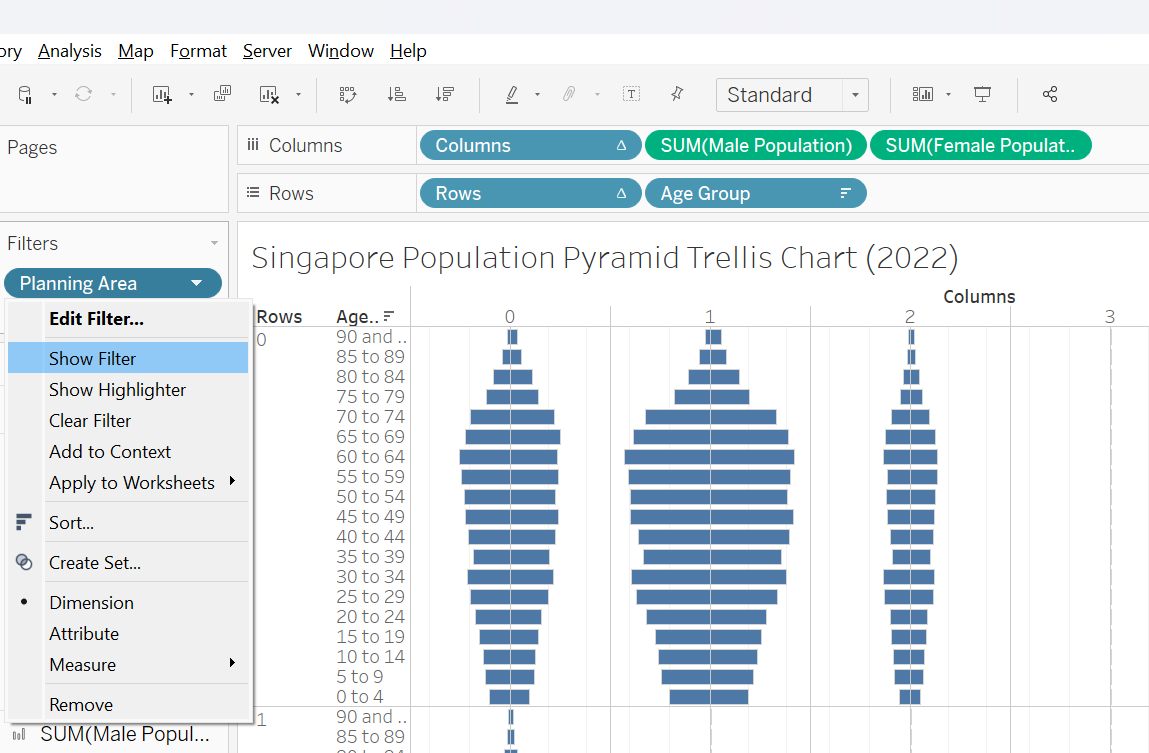 ory Analysis Map Format Server Window Help
Standard
Pages
Columns Columns SUM(Male Population) SUM(Female Populat..
Rows Rows Age Group
Filters
Planning Area
Edit Filter...
Show Filter
Show Highlighter
Clear Filter
Add to Context
Apply to Worksheets
Sort...
Create Set...
Dimension
Attribute
Measure
Remove
SUM(Male Popul...
Singapore Population Pyramid Trellis Chart (2022)
Columns
Rows Age.. 0 1 2 3
0 90 and ..
85 to 89
80 to 84
75 to 79
70 to 74
65 to 69
60 to 64
55 to 59
50 to 54
45 to 49
40 to 44
35 to 39
30 to 34
25 to 29
20 to 24
15 to 19
10 to 14
5 to 9
0 to 4
1 90 and ..
85 to 89